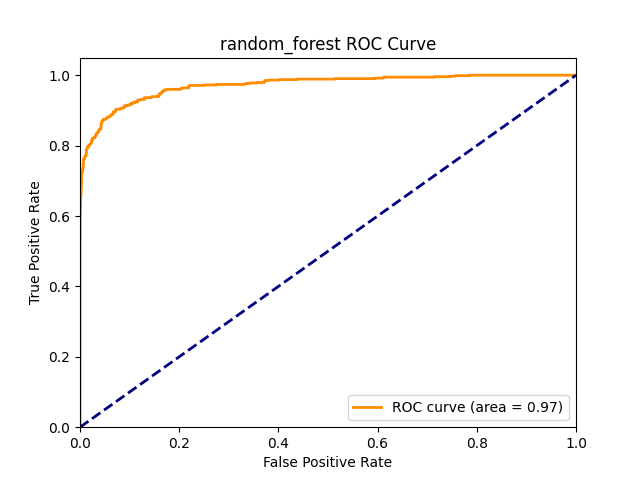 random_forest ROC Curve
1.0
0.8
0.6
0.4
0.2
0.0
True Positive Rate
ROC curve (area = 0.97)
0.0 0.2 0.4 0.6 0.8 1.0
False Positive Rate